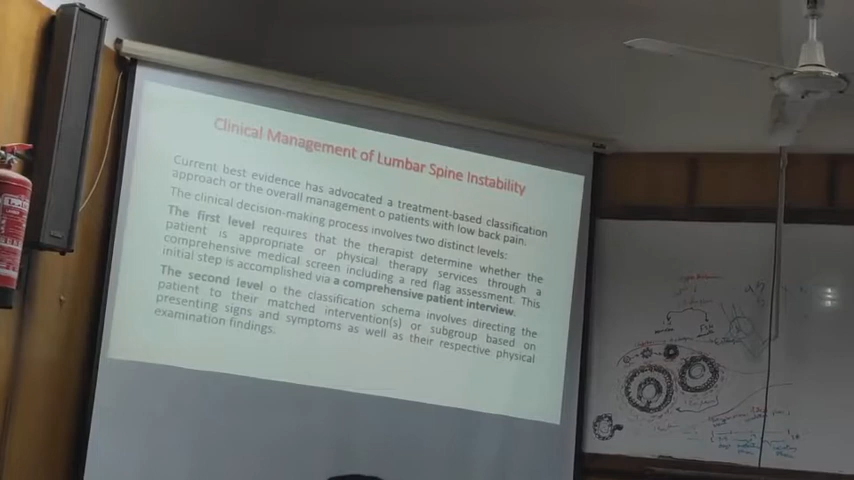 Clinical Management of Lumbar Spine Instability
Current best evidence has advocated a treatment-based classification
approach or the overall management o patients with low back pain.
The clinical decision-making process involves two distinct levels:
The first level requires that the therapist determine whether the
patient is appropriate or physical therapy services through a
comprehensive medical screen including a red flag assessment. This
initial step is accomplished via a comprehensive patient interview.
The second level o the classification schema involves directing the
patient to their matched intervention(s) or subgroup based on
presenting signs and symptoms as well as their respective physical
examination findings.